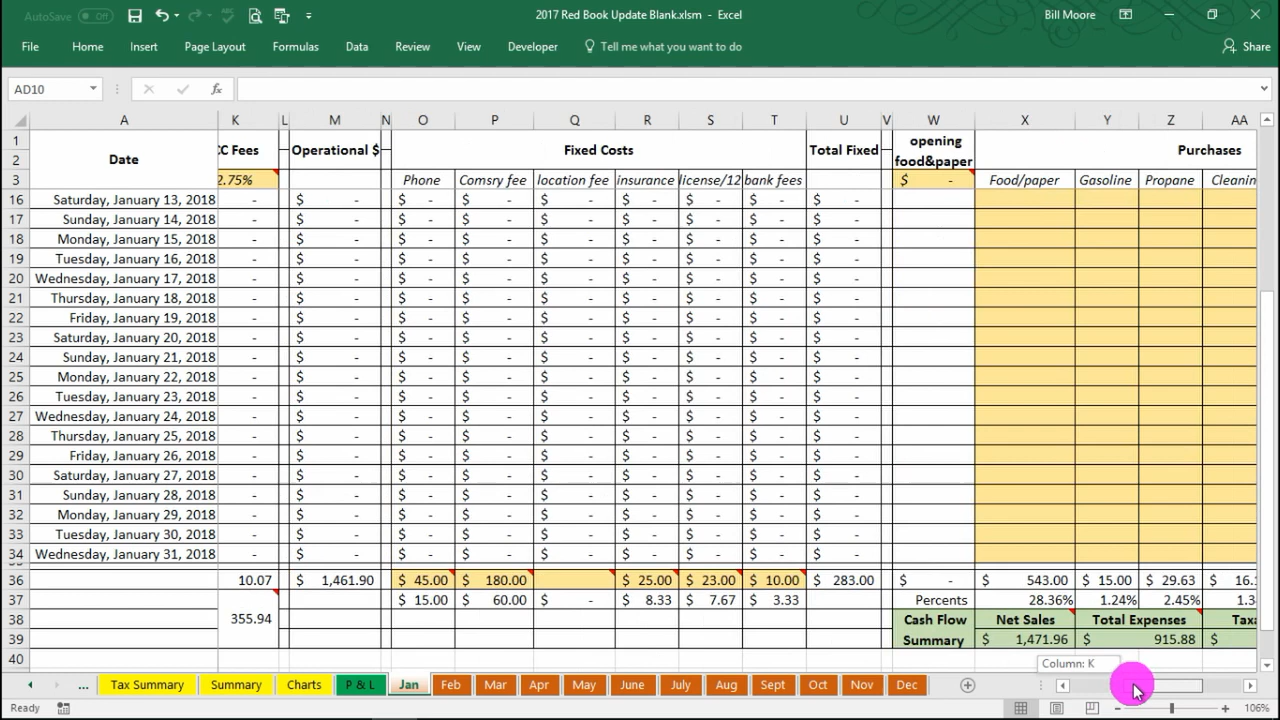 AutoSave Off 2017 Red Book Update Blank.xlsm - Excel Bill Moore
File Home Insert Page Layout Formulas Data Review View Developer Tell me what you want to do Share
AD10 fx
A K L M N O P Q R S T U V W X Y Z AA
1 Date CC Fees Operational $ Fixed Costs Total Fixed opening Purchases
2 food&paper
3 2.75% Phone Comsry fee location fee insurance license/12 bank fees $ - Food/paper Gasoline Propane Cleanin
16 Saturday, January 13, 2018 - $ - $ - $ - $ - $ - $ - $ - $ -
17 Sunday, January 14, 2018 - $ - $ - $ - $ - $ - $ - $ - $ -
18 Monday, January 15, 2018 - $ - $ - $ - $ - $ - $ - $ - $ -
19 Tuesday, January 16, 2018 - $ - $ - $ - $ - $ - $ - $ - $ -
20 Wednesday, January 17, 2018 - $ - $ - $ - $ - $ - $ - $ - $ -
21 Thursday, January 18, 2018 - $ - $ - $ - $ - $ - $ - $ - $ -
22 Friday, January 19, 2018 - $ - $ - $ - $ - $ - $ - $ - $ -
23 Saturday, January 20, 2018 - $ - $ - $ - $ - $ - $ - $ - $ -
24 Sunday, January 21, 2018 - $ - $ - $ - $ - $ - $ - $ - $ -
25 Monday, January 22, 2018 - $ - $ - $ - $ - $ - $ - $ - $ -
26 Tuesday, January 23, 2018 - $ - $ - $ - $ - $ - $ - $ - $ -
27 Wednesday, January 24, 2018 - $ - $ - $ - $ - $ - $ - $ - $ -
28 Thursday, January 25, 2018 - $ - $ - $ - $ - $ - $ - $ - $ -
29 Friday, January 26, 2018 - $ - $ - $ - $ - $ - $ - $ - $ -
30 Saturday, January 27, 2018 - $ - $ - $ - $ - $ - $ - $ - $ -
31 Sunday, January 28, 2018 - $ - $ - $ - $ - $ - $ - $ - $ -
32 Monday, January 29, 2018 - $ - $ - $ - $ - $ - $ - $ - $ -
33 Tuesday, January 30, 2018 - $ - $ - $ - $ - $ - $ - $ - $ -
34 Wednesday, January 31, 2018 - $ - $ - $ - $ - $ - $ - $ - $ -
36 10.07 $ 1,461.90 $ 45.00 $ 180.00 $ 25.00 $ 23.00 $ 10.00 $ 283.00 $ - $ 543.00 $ 15.00 $ 29.63 $ 16.
37 $ 15.00 $ 60.00 $ - $ 8.33 $ 7.67 $ 3.33 Percents 28.36% 1.24% 2.45% 1.3
38 355.94 Cash Flow Net Sales Total Expenses Taxa
39 Summary $ 1,471.96 $ 915.88 $
40
Column: K
... Tax Summary Summary Charts P & L Jan Feb Mar Apr May June July Aug Sept Oct Nov Dec
Ready 106%